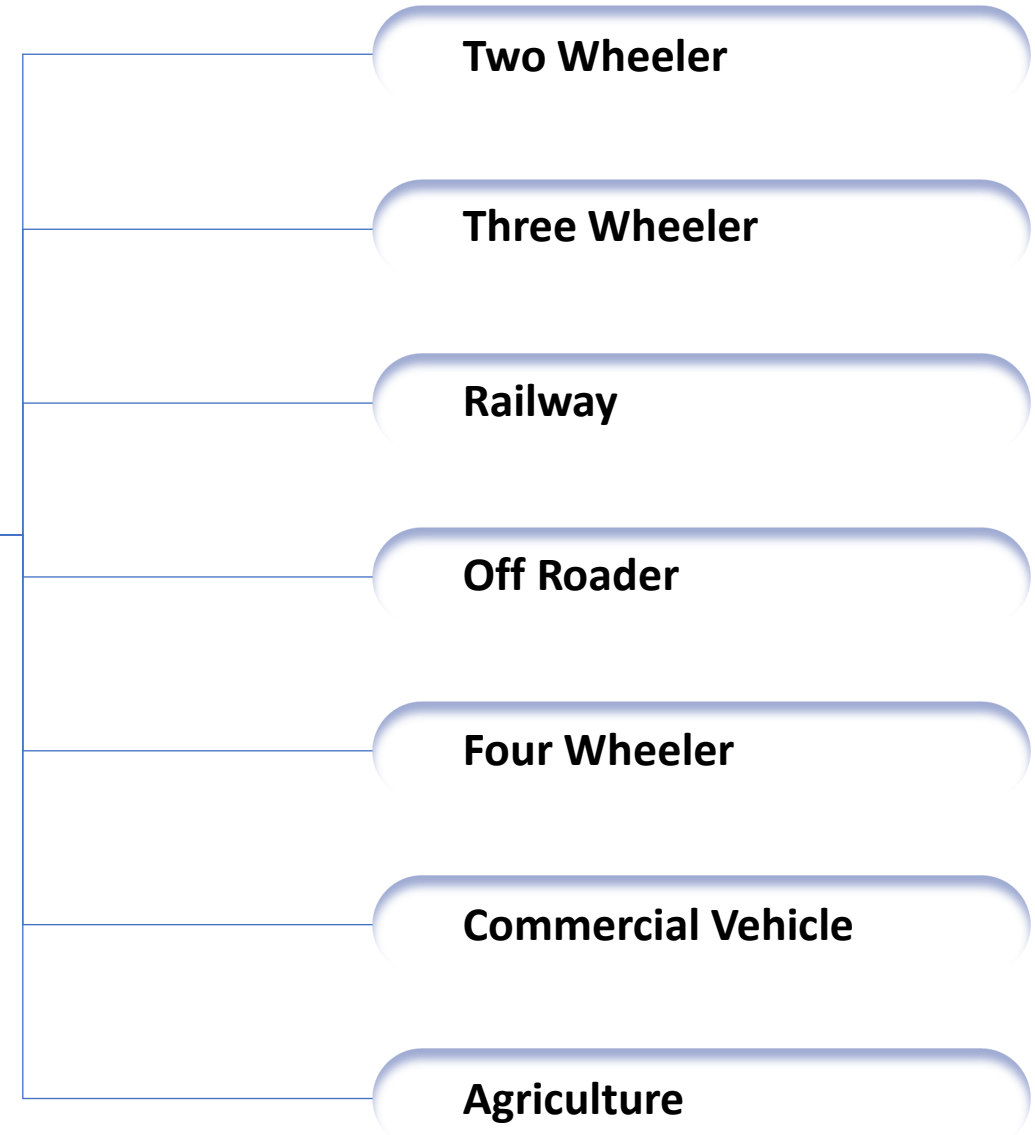 Two Wheeler
Three Wheeler
Railway
Off Roader
Four Wheeler
Commercial Vehicle
Agriculture